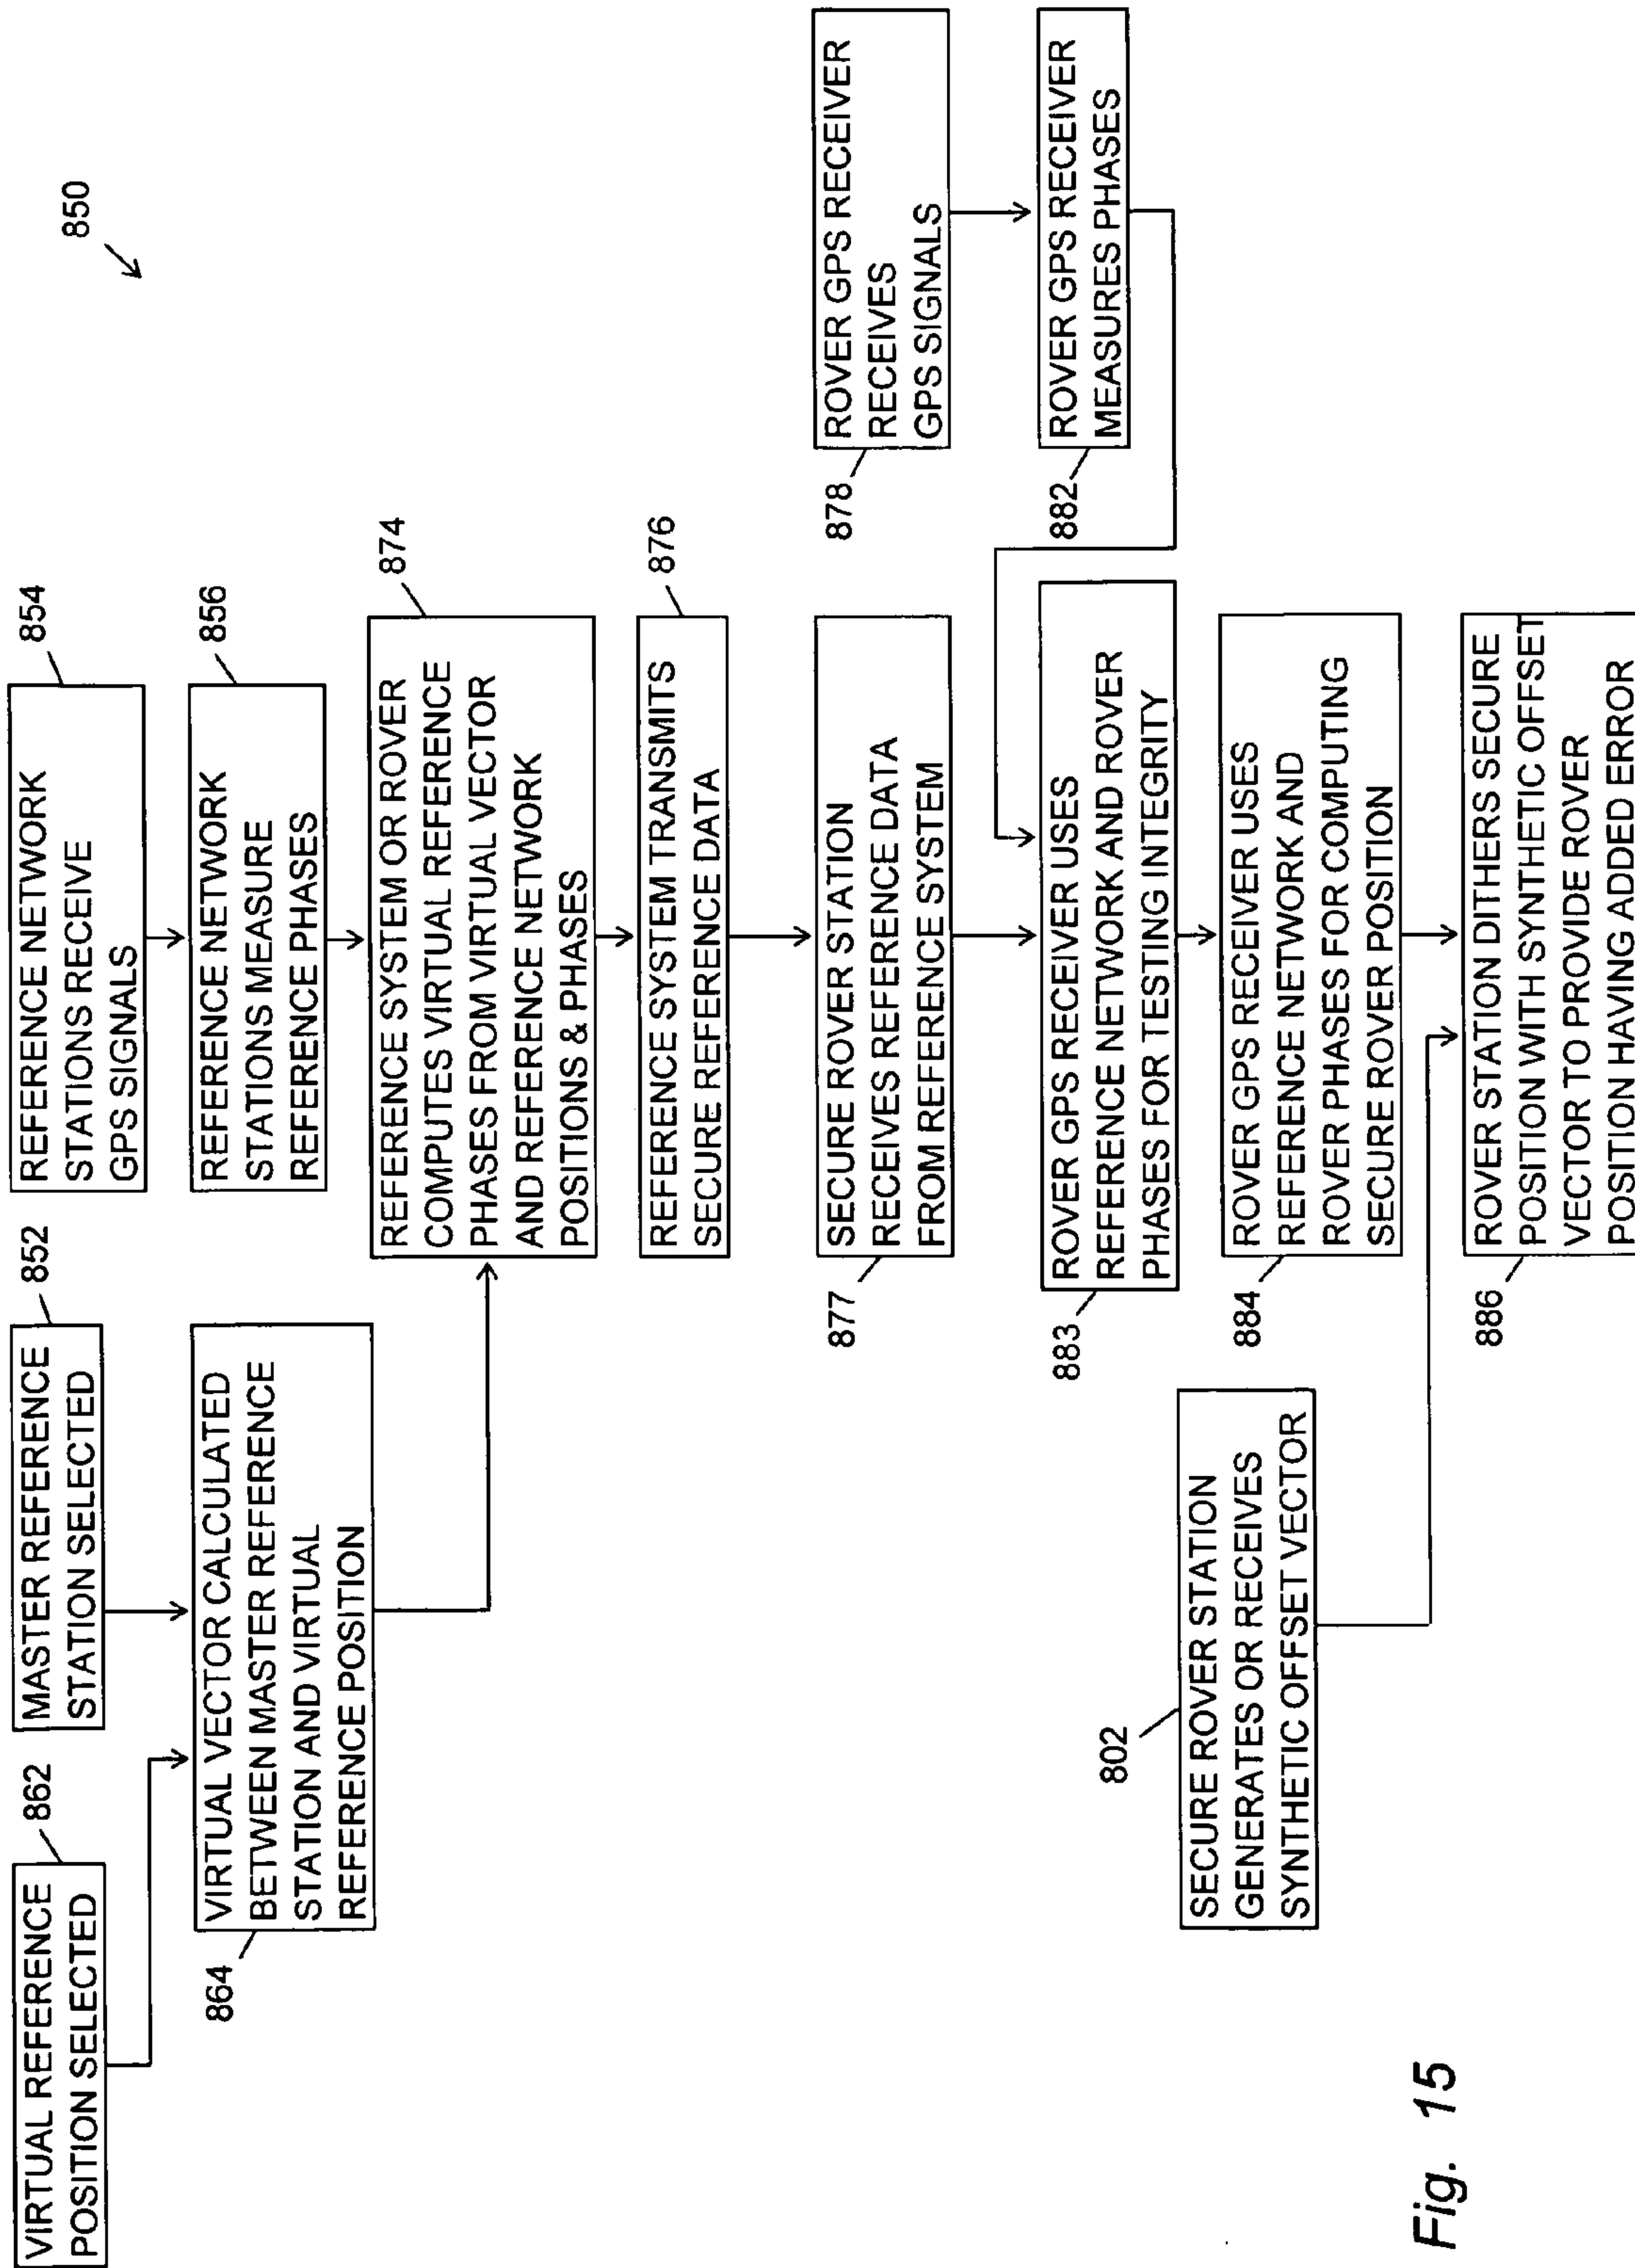 850
VIRTUAL REFERENCE
POSITION SELECTED
862
MASTER REFERENCE
STATION SELECTED
852
REFERENCE NETWORK
STATIONS RECEIVE
GPS SIGNALS
854
VIRTUAL VECTOR CALCULATED
BETWEEN MASTER REFERENCE
STATION AND VIRTUAL
REFERENCE POSITION
864
REFERENCE NETWORK
STATIONS MEASURE
REFERENCE PHASES
856
REFERENCE SYSTEM OR ROVER
COMPUTES VIRTUAL REFERENCE
PHASES FROM VIRTUAL VECTOR
AND REFERENCE NETWORK
POSITIONS & PHASES
874
REFERENCE SYSTEM TRANSMITS
SECURE REFERENCE DATA
876
SECURE ROVER STATION
RECEIVES REFERENCE DATA
FROM REFERENCE SYSTEM
877
ROVER GPS RECEIVER
RECEIVES
GPS SIGNALS
878
ROVER GPS RECEIVER
MEASURES PHASES
882
ROVER GPS RECEIVER USES
REFERENCE NETWORK AND ROVER
PHASES FOR TESTING INTEGRITY
883
SECURE ROVER STATION
GENERATES OR RECEIVES
SYNTHETIC OFFSET VECTOR
802
ROVER GPS RECEIVER USES
REFERENCE NETWORK AND
ROVER PHASES FOR COMPUTING
SECURE ROVER POSITION
884
ROVER STATION DITHERS SECURE
POSITION WITH SYNTHETIC OFFSET
VECTOR TO PROVIDE ROVER
POSITION HAVING ADDED ERROR
886
Fig. 15